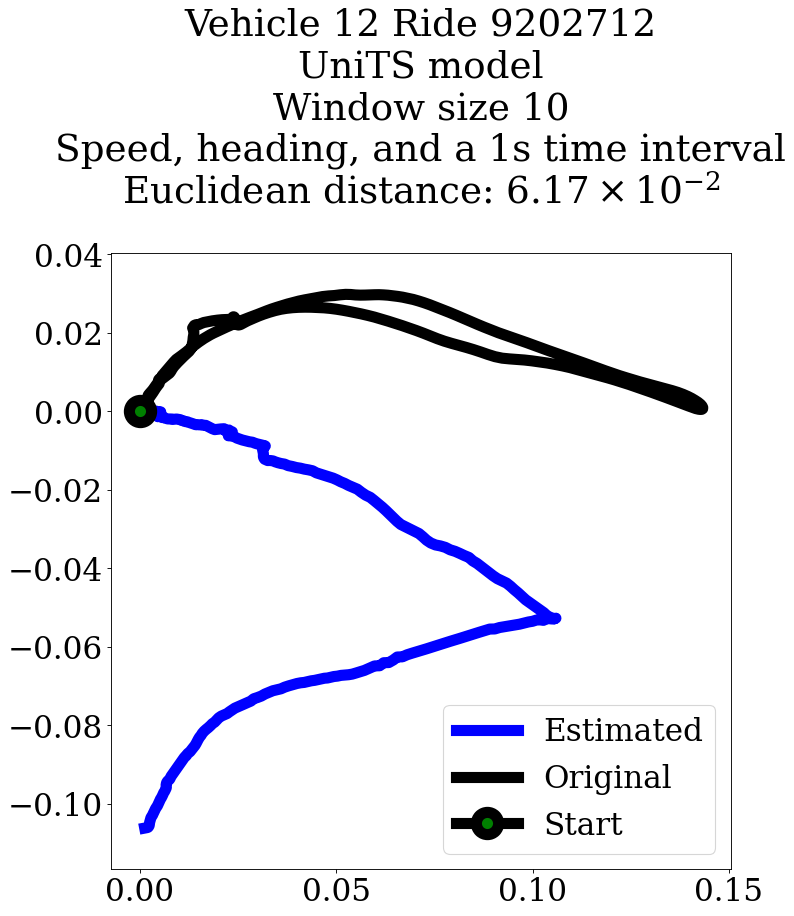 Vehicle 12 Ride 9202712
UniTS model
Window size 10
Speed, heading, and a 1s time interval
Euclidean distance: 6.17 × 10⁻²
0.04
0.02
0.00
−0.02
−0.04
−0.06
−0.08
−0.10
Estimated
Original
Start
0.00 0.05 0.10 0.15